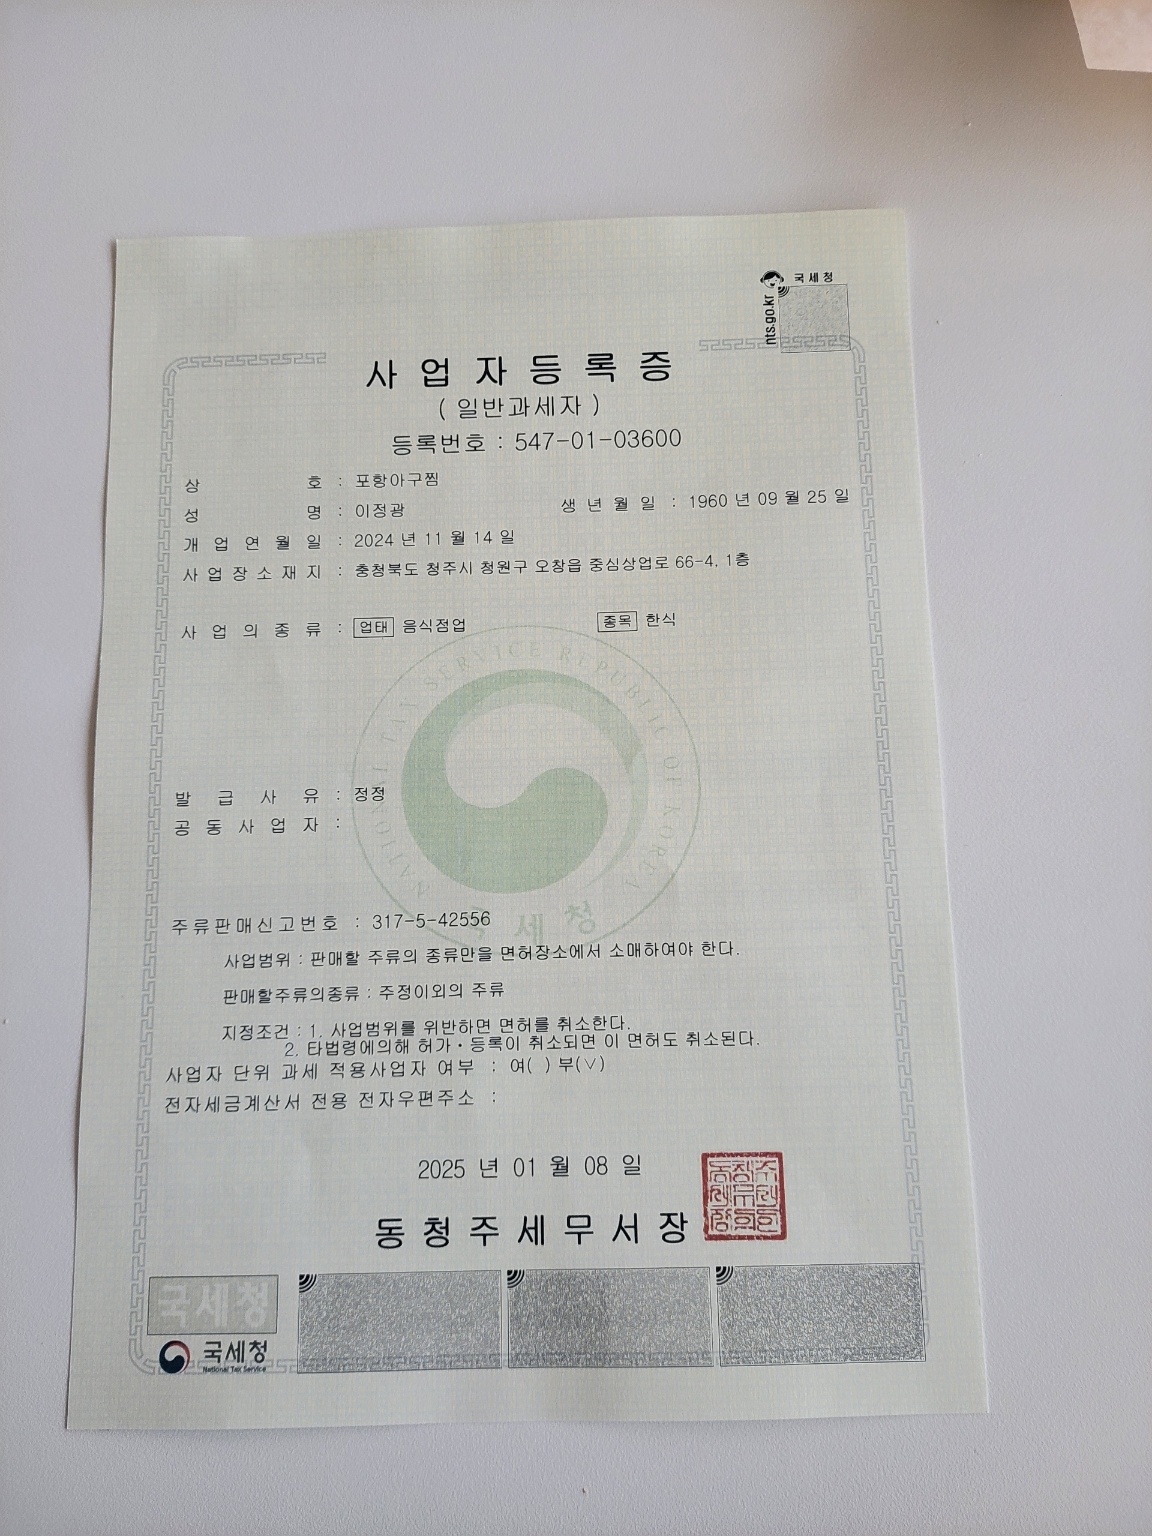 국세청
nts.go.kr
사업자등록증
( 일반과세자 )
등록번호 : 547-01-03600
상 호 : 포항아구찜
성 명 : 이정광 생 년 월 일 : 1960 년 09 월 25 일
개 업 연 월 일 : 2024 년 11 월 14 일
사 업 장 소 재 지 : 충청북도 청주시 청원구 오창읍 중심상업로 66-4, 1층
사 업 의 종 류 : 업태 음식점업 종목 한식
NATIONAL TAX SERVICE REPUBLIC OF KOREA
국세청
발 급 사 유 : 정정
공 동 사 업 자 :
주류판매신고번호 : 317-5-42556
사업범위 : 판매할 주류의 종류만을 면허장소에서 소매하여야 한다.
판매할주류의종류 : 주정이외의 주류
지정조건 : 1. 사업범위를 위반하면 면허를 취소한다.
2. 타법령에의해 허가·등록이 취소되면 이 면허도 취소된다.
사업자 단위 과세 적용사업자 여부 : 여( ) 부(∨)
전자세금계산서 전용 전자우편주소 :
2025 년 01 월 08 일
동청주세무서장
국세청
국세청
National Tax Service